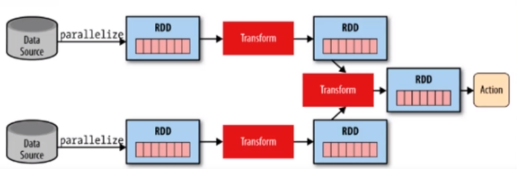 Data
Source
parallelize
RDD
Transform
RDD
Transform
RDD
Action
Data
Source
parallelize
RDD
Transform
RDD